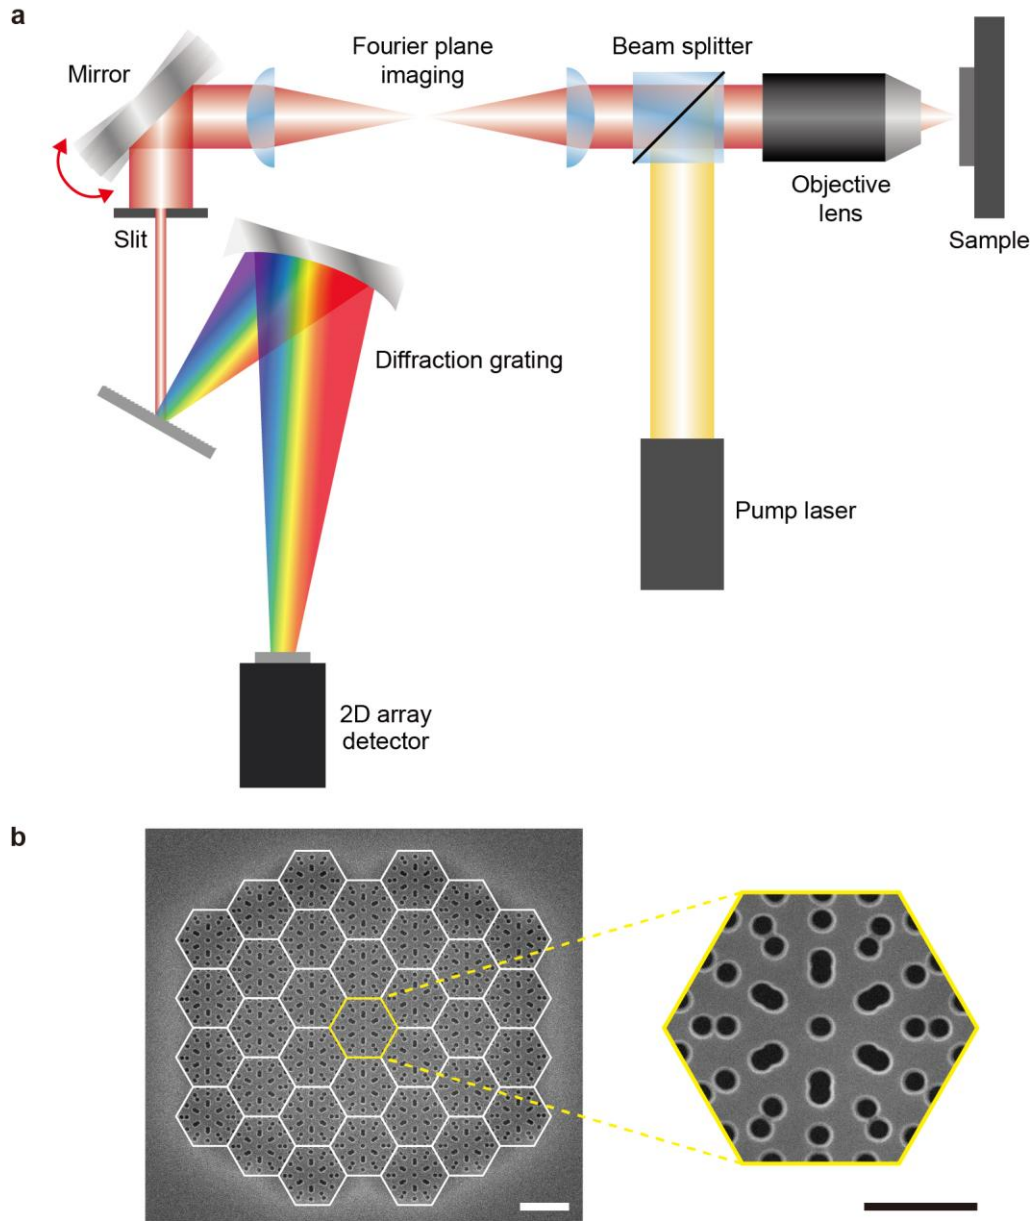 a
Mirror
Fourier plane
imaging
Beam splitter
Objective
lens
Sample
Slit
Diffraction grating
Pump laser
2D array
detector
b